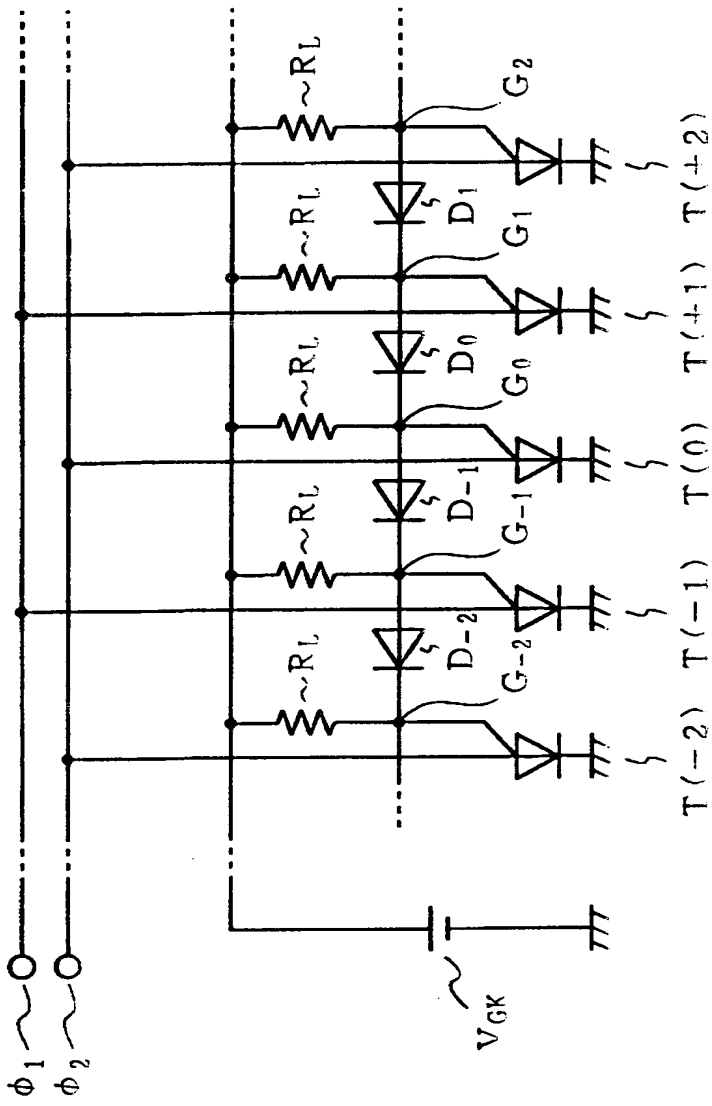 ϕ1
ϕ2
VGK
~RL
~RL
~RL
~RL
~RL
D-2
D-1
D0
D1
G-2
G-1
G0
G1
G2
T(-2)
T(-1)
T(0)
T(+1)
T(+2)